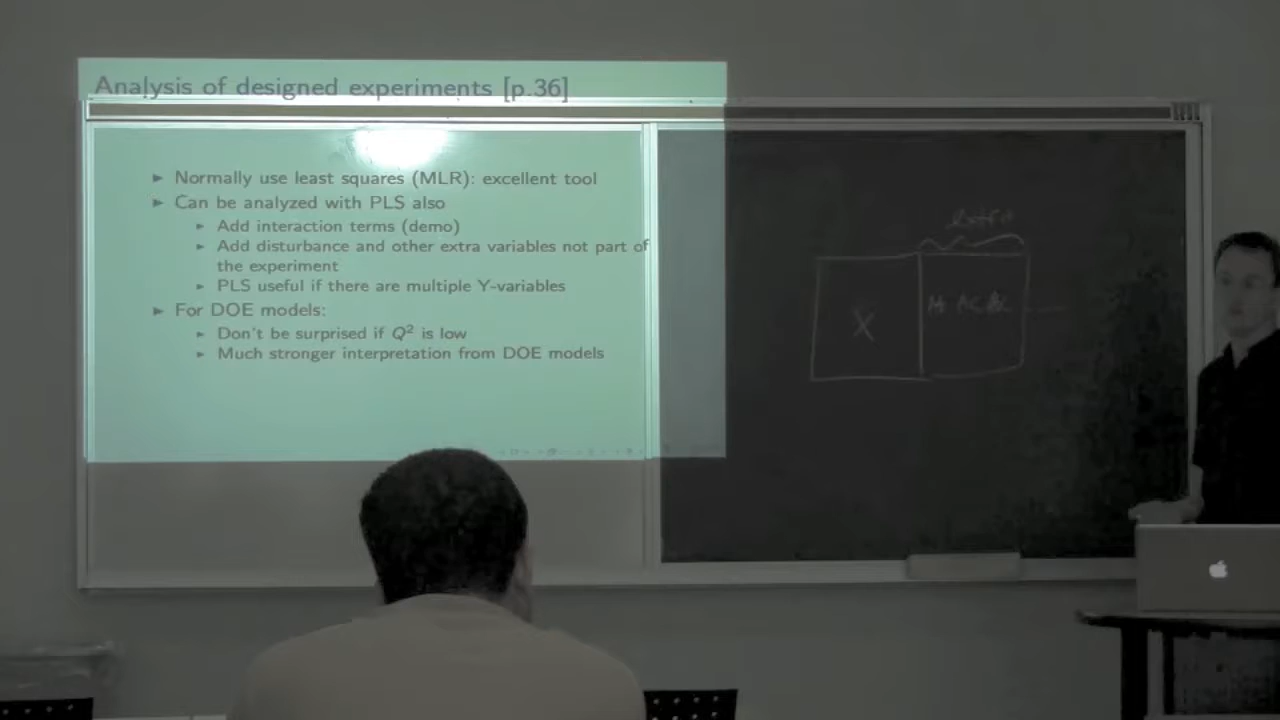 Analysis of designed experiments [p.36]
► Normally use least squares (MLR): excellent tool
► Can be analyzed with PLS also
► Add interaction terms (demo)
► Add disturbance and other extra variables not part of
the experiment
► PLS useful if there are multiple Y-variables
► For DOE models:
► Don't be surprised if Q² is low
► Much stronger interpretation from DOE models
extra
X